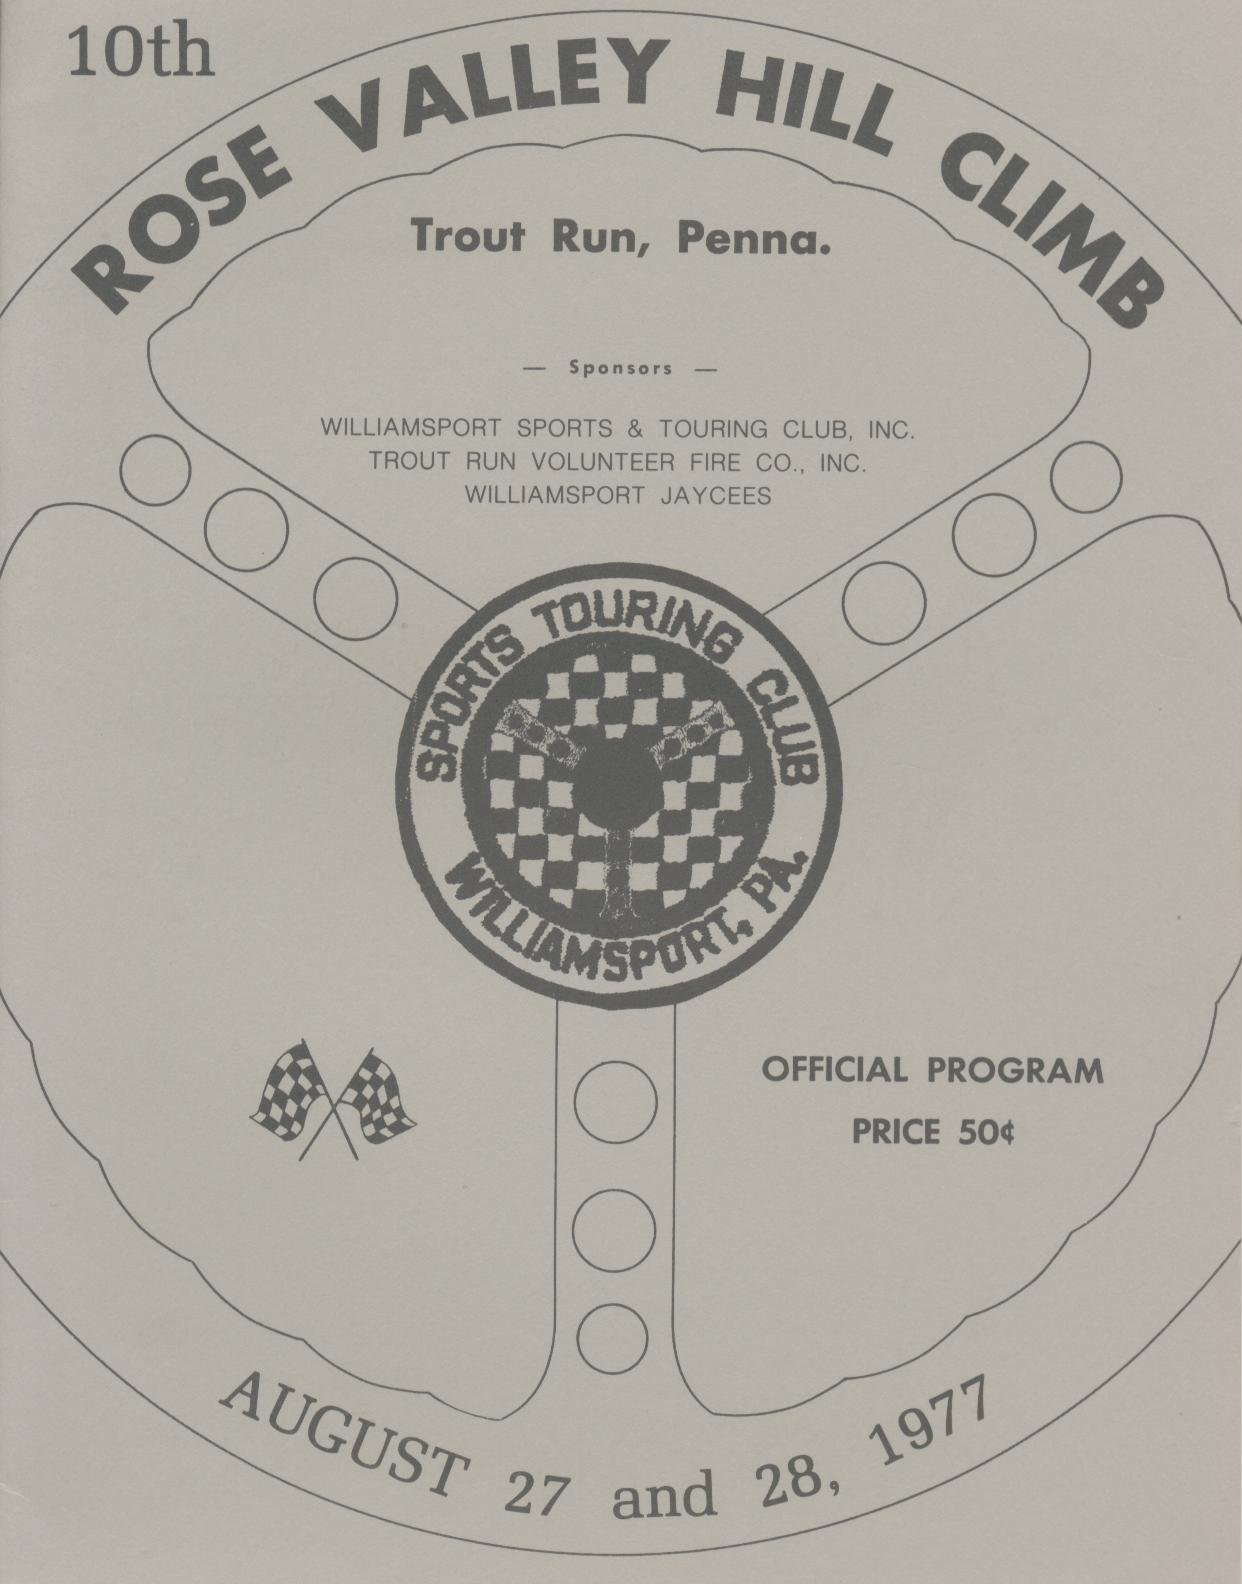 10th
ROSE VALLEY HILL CLIMB
Trout Run, Penna.
— Sponsors —
WILLIAMSPORT SPORTS & TOURING CLUB, INC.
TROUT RUN VOLUNTEER FIRE CO., INC.
WILLIAMSPORT JAYCEES
SPORTS TOURING CLUB
WILLIAMSPORT, PA.
OFFICIAL PROGRAM
PRICE 50¢
AUGUST 27 and 28, 1977